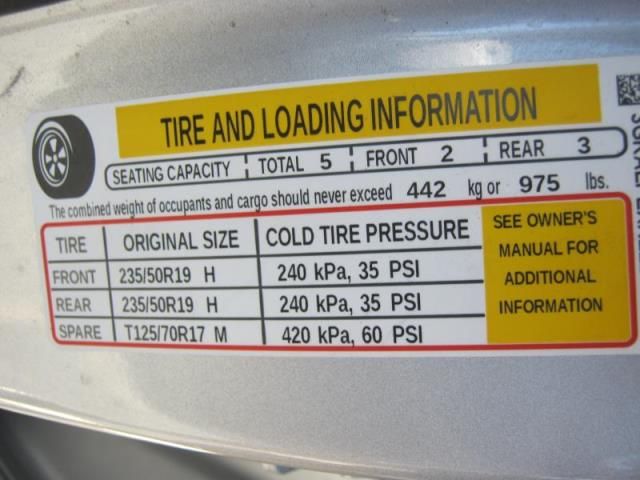 TIRE AND LOADING INFORMATION
SEATING CAPACITY TOTAL 5 FRONT 2 REAR 3
The combined weight of occupants and cargo should never exceed 442 kg or 975 lbs.
TIRE ORIGINAL SIZE COLD TIRE PRESSURE
FRONT 235/50R19 H 240 kPa, 35 PSI
REAR 235/50R19 H 240 kPa, 35 PSI
SPARE T125/70R17 M 420 kPa, 60 PSI
SEE OWNER'S
MANUAL FOR
ADDITIONAL
INFORMATION